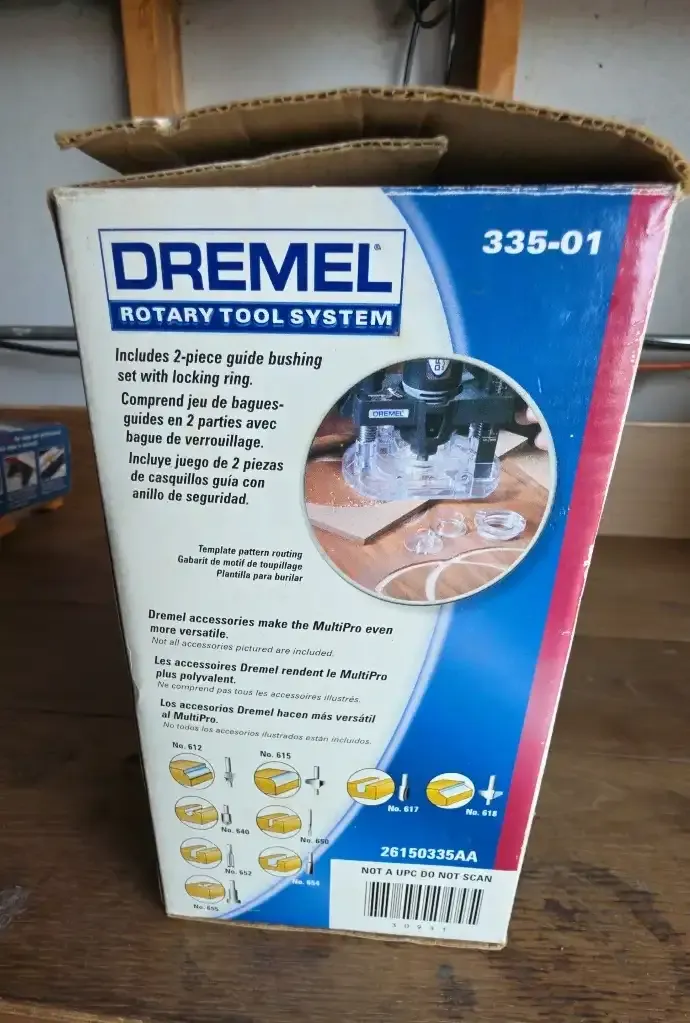 DREMEL®
ROTARY TOOL SYSTEM
335-01
Includes 2-piece guide bushing
set with locking ring.
Comprend jeu de bagues-
guides en 2 parties avec
bague de verrouillage.
Incluye juego de 2 piezas
de casquillos guía con
anillo de seguridad.
DREMEL
Template pattern routing
Gabarit de motif de toupillage
Plantilla para burilar
Dremel accessories make the MultiPro even
more versatile.
Not all accessories pictured are included.
Les accessoires Dremel rendent le MultiPro
plus polyvalent.
Ne comprend pas tous les accessoires illustrés.
Los accesorios Dremel hacen más versátil
al MultiPro.
No todos los accesorios ilustrados están incluidos.
No. 612
No. 615
No. 617
No. 618
No. 640
No. 650
No. 652
No. 654
No. 655
26150335AA
NOT A UPC DO NOT SCAN
30931